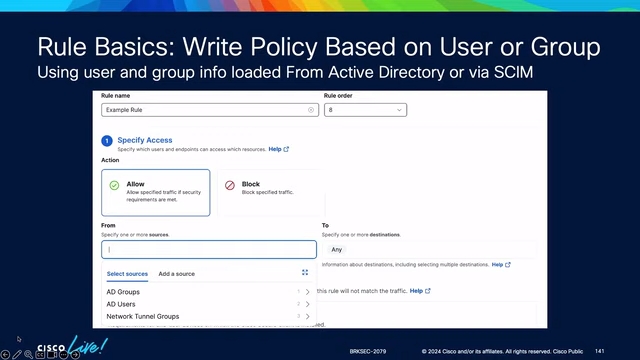 Rule Basics: Write Policy Based on User or Group
Using user and group info loaded From Active Directory or via SCIM
Rule name
Rule order
Example Rule
8
1 Specify Access
Specify which users and endpoints can access which resources. Help
Action
Allow
Allow specified traffic if security
requirements are met.
Block
Block specified traffic.
From
Specify one or more sources.
To
Specify one or more destinations.
Any
Information about destinations, including selecting multiple destinations. Help
Select sources
Add a source
AD Groups
1
AD Users
2
Network Tunnel Groups
3
this rule will not match the traffic. Help
CISCO Live!
BRKSEC-2079
© 2024 Cisco and/or its affiliates. All rights reserved. Cisco Public
141